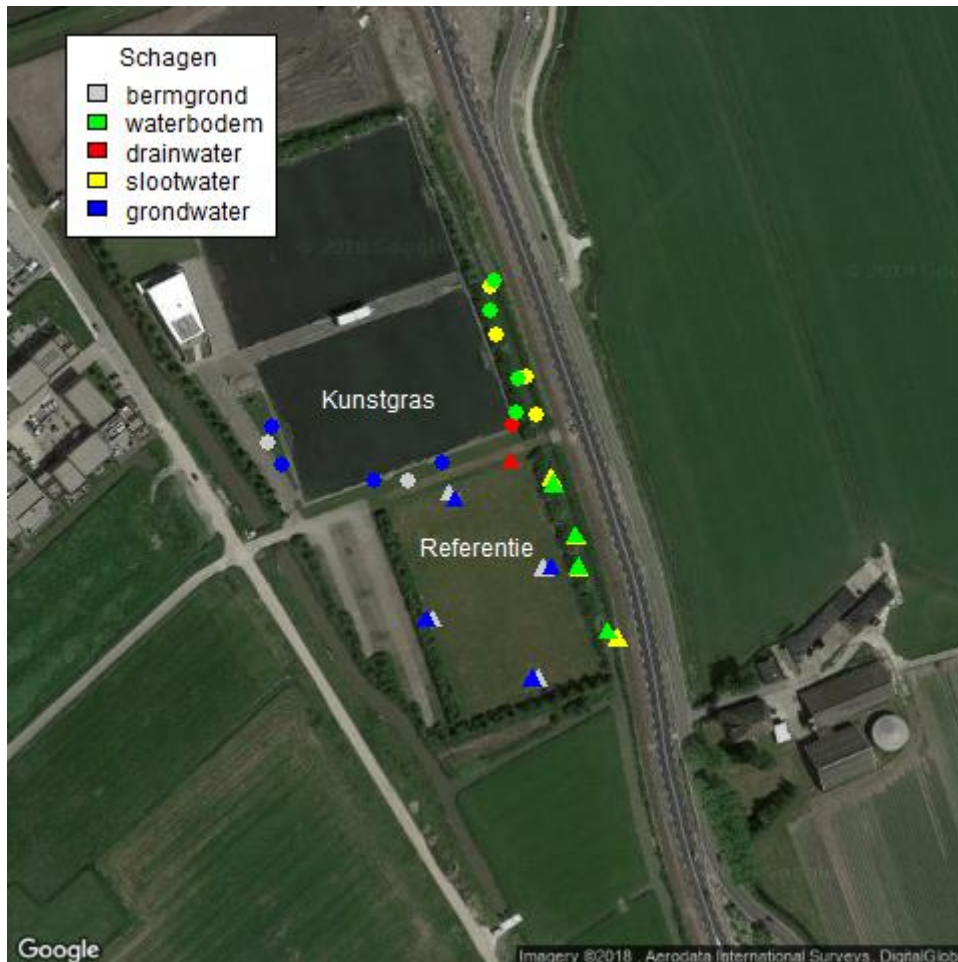 Schagen
bermgrond
waterbodem
drainwater
slootwater
grondwater
Kunstgras
Referentie
Google
Imagery ©2018 , Aerodata International Surveys, DigitalGlob